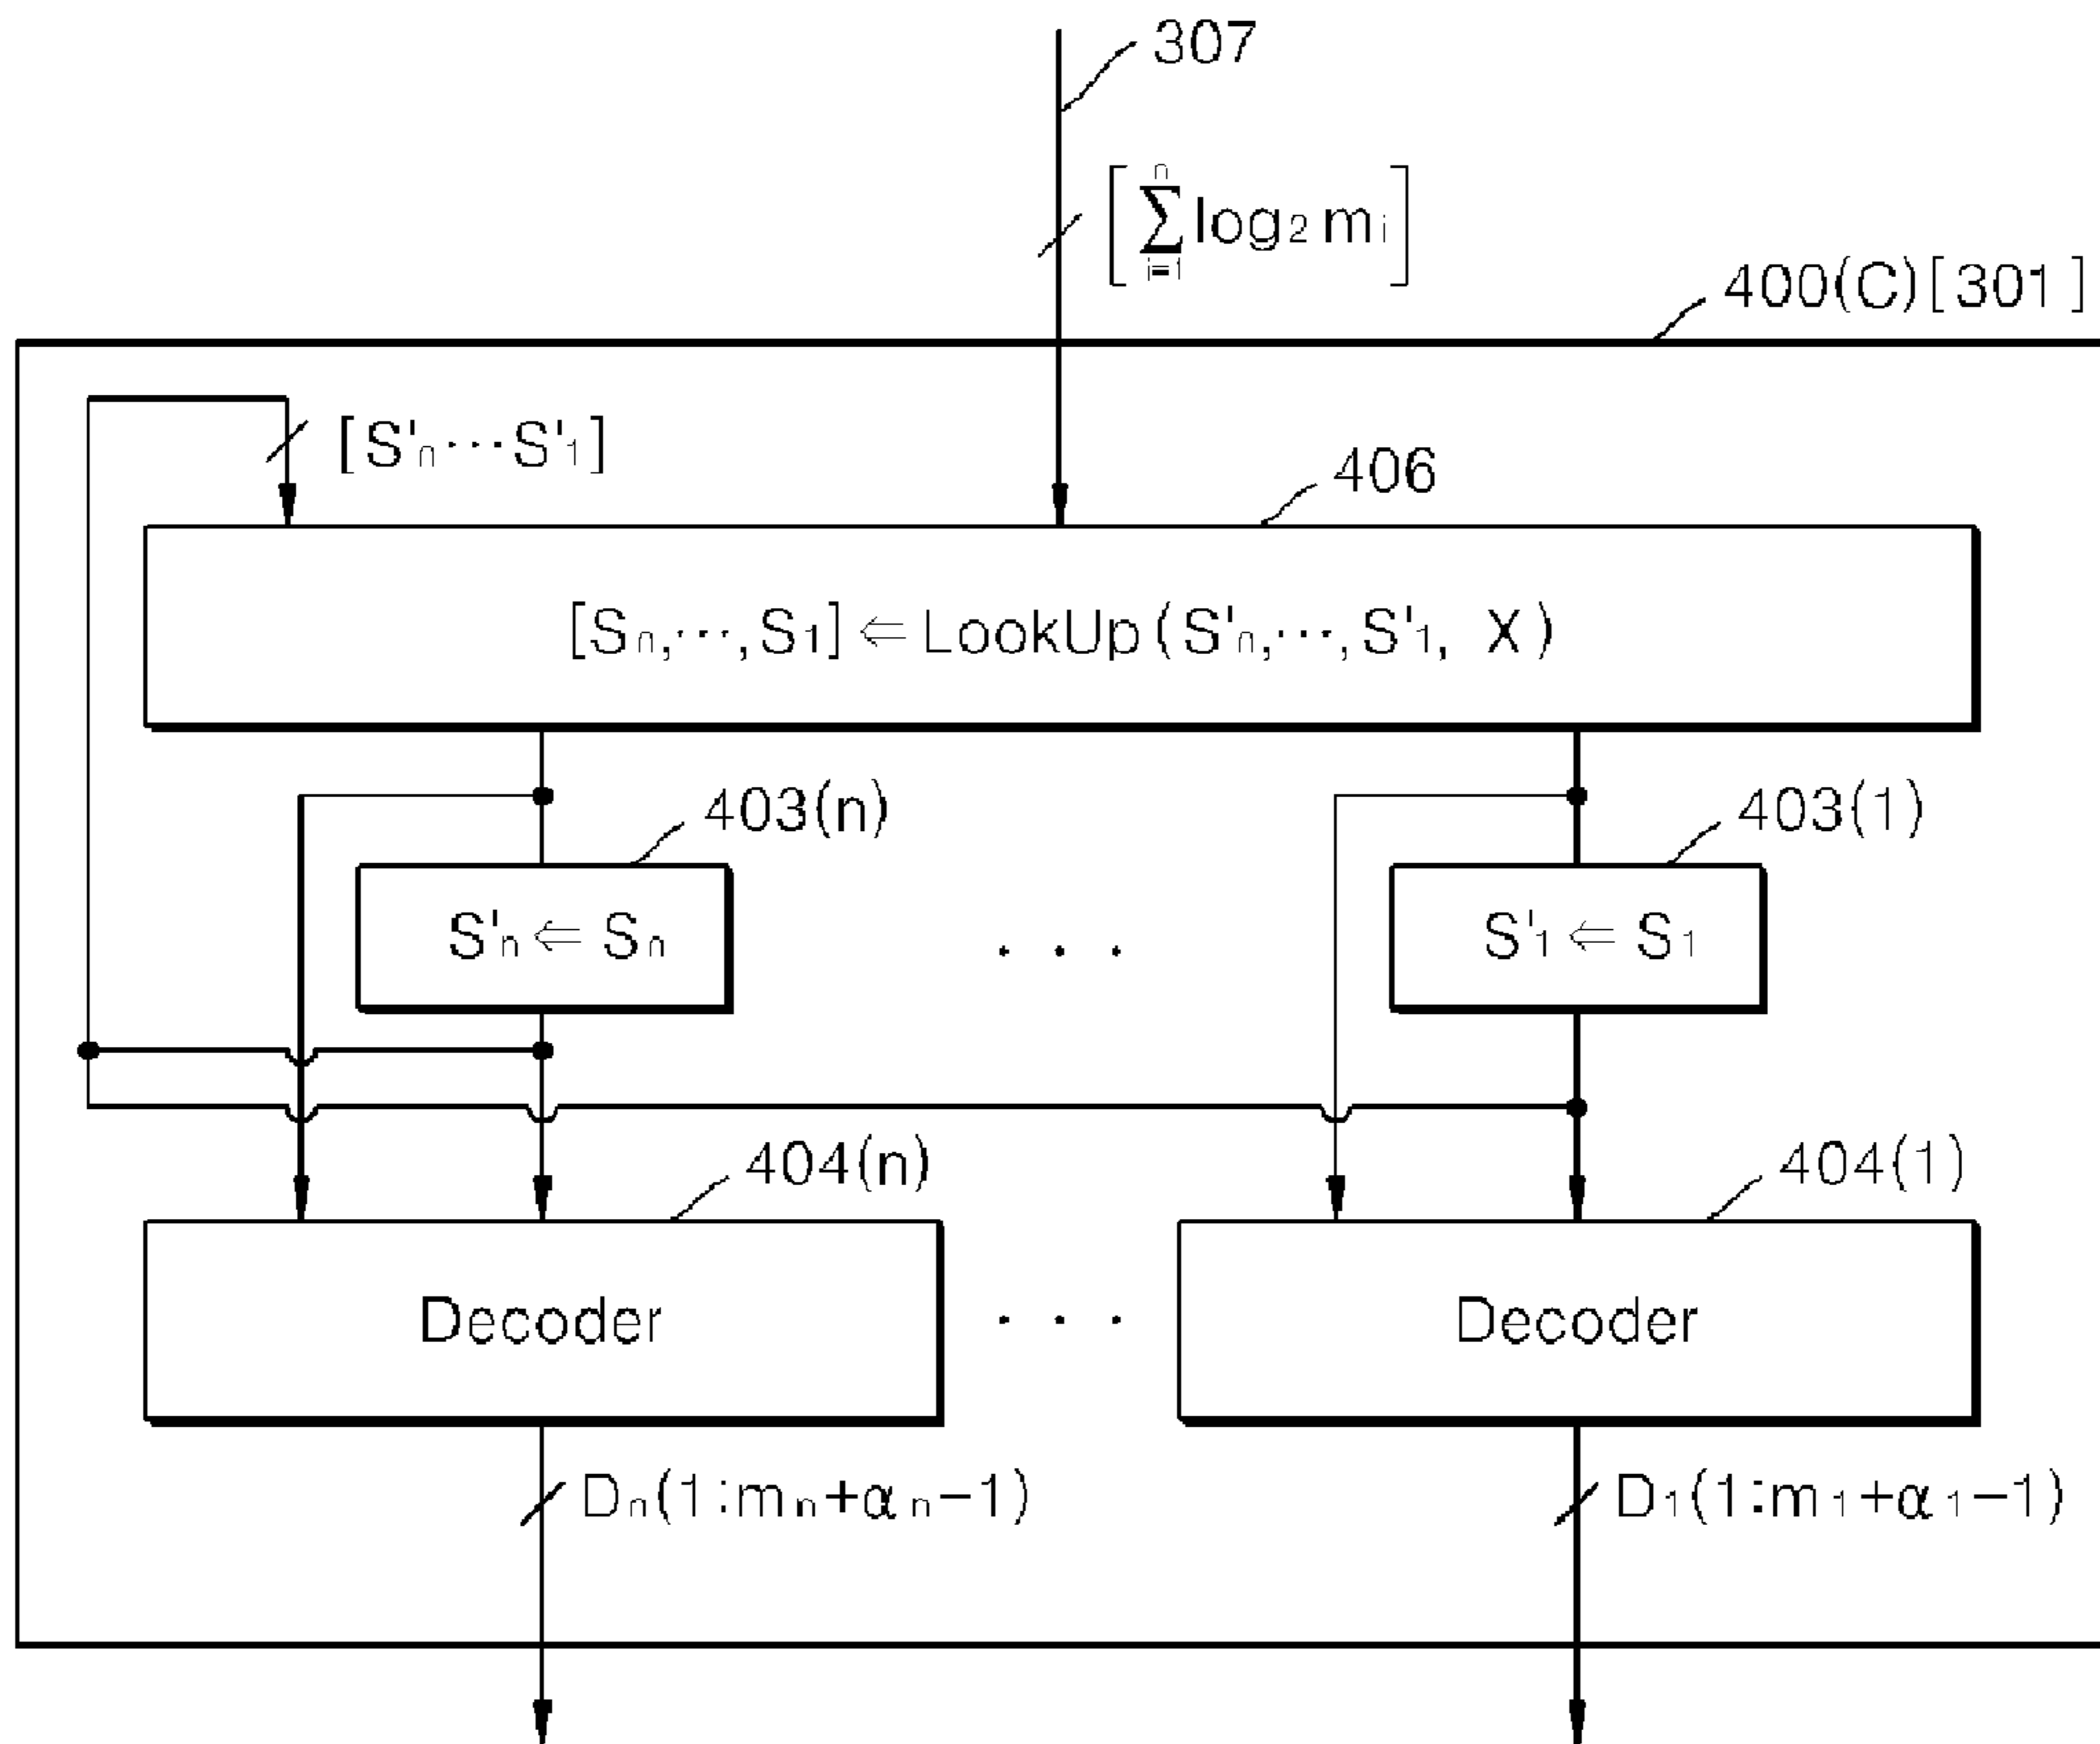 307
[ n Σ i=1 log₂ mᵢ ]
400(C)[301]
[S'ₙ···S'₁]
406
[Sₙ,···,S₁]⇐LookUp(S'ₙ,···,S'₁, X)
403(n)
403(1)
S'ₙ⇐Sₙ
· · ·
S'₁⇐S₁
404(n)
404(1)
Decoder
· · ·
Decoder
Dₙ(1:mₙ+αₙ−1)
D₁(1:m₁+α₁−1)